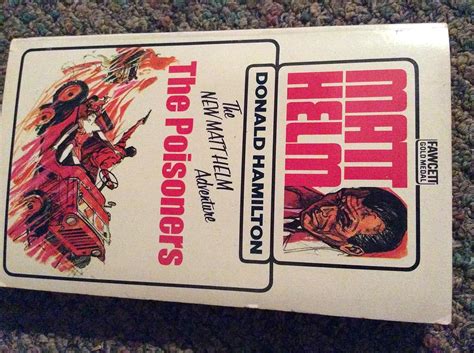 FAWCETT
GOLD MEDAL
MATT
HELM
DONALD HAMILTON
The
NEW MATT HELM
Adventure
The Poisoners